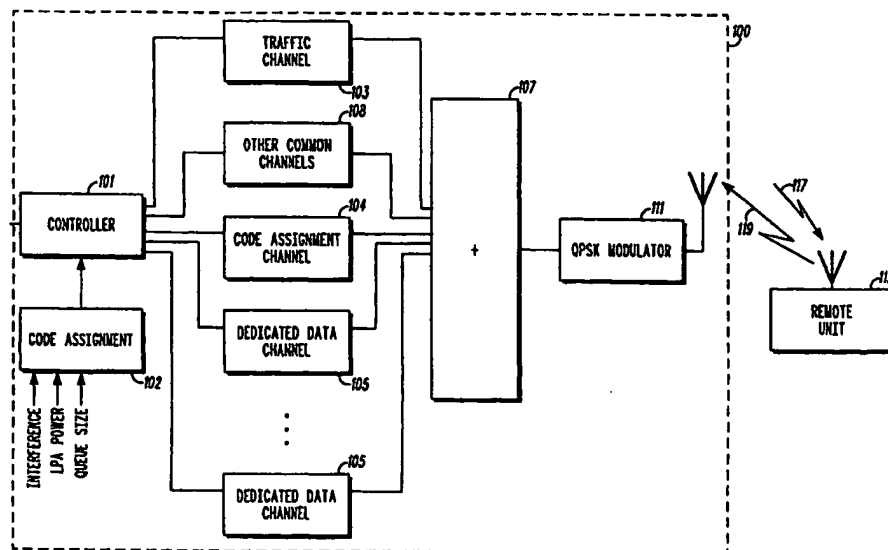 100
TRAFFIC
CHANNEL
103
108
OTHER COMMON
CHANNELS
107
101
CONTROLLER
104
CODE ASSIGNMENT
CHANNEL
+
111
QPSK MODULATOR
117
119
REMOTE
UNIT
CODE ASSIGNMENT
102
DEDICATED DATA
CHANNEL
105
INTERFERENCE
LPA POWER
QUEUE SIZE
105
DEDICATED DATA
CHANNEL